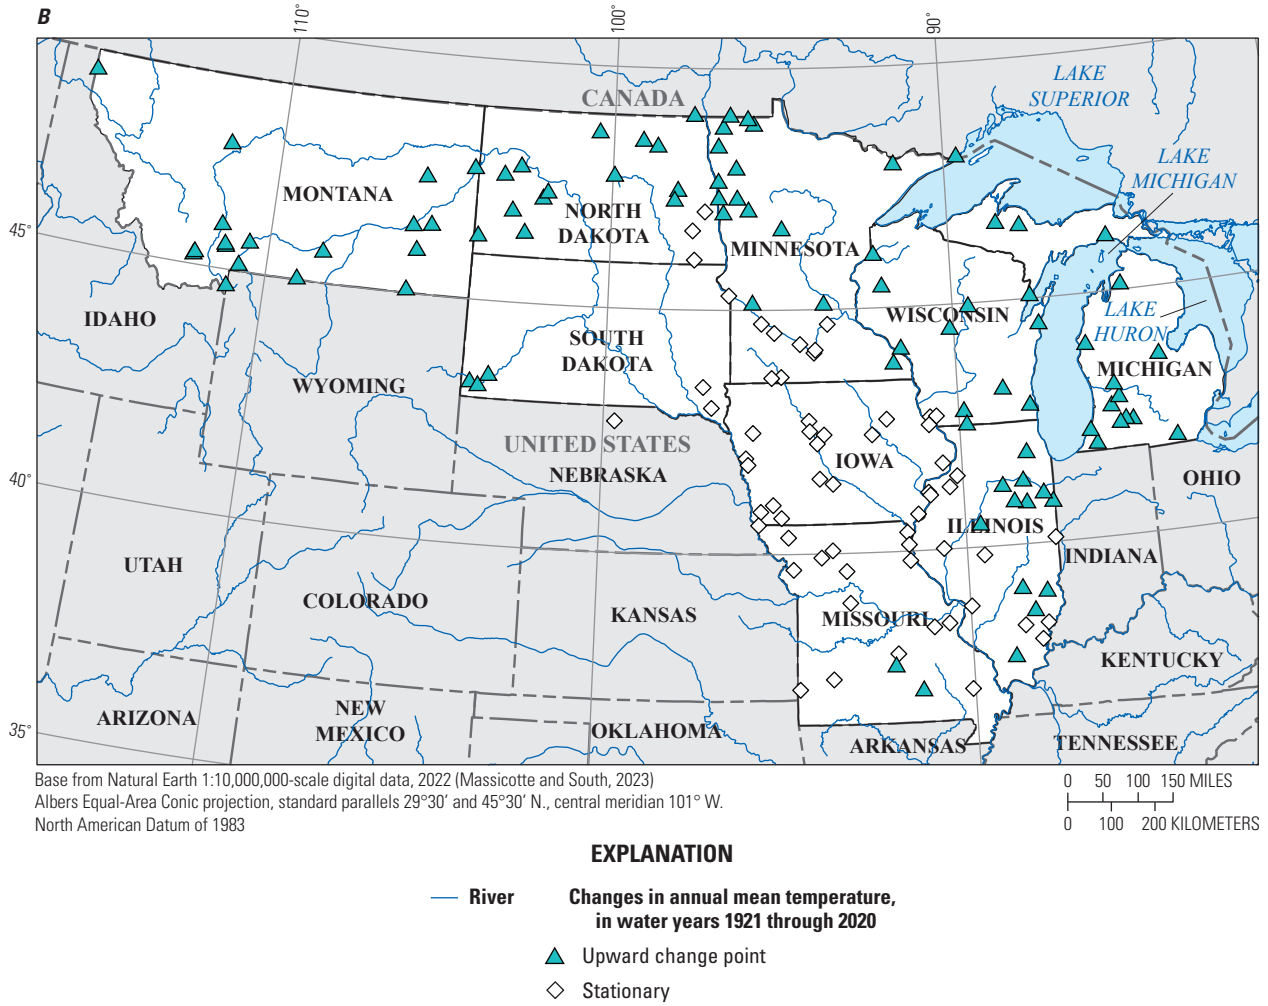 B
110°
100°
90°
CANADA
LAKE
SUPERIOR
LAKE
MICHIGAN
MONTANA
45°
NORTH
DAKOTA
MINNESOTA
LAKE
HURON
IDAHO
WISCONSIN
SOUTH
DAKOTA
MICHIGAN
WYOMING
UNITED STATES
NEBRASKA
IOWA
OHIO
40°
ILLINOIS
UTAH
INDIANA
COLORADO
KANSAS
MISSOURI
KENTUCKY
ARIZONA
NEW
MEXICO
35°
OKLAHOMA
ARKANSAS
TENNESSEE
Base from Natural Earth 1:10,000,000-scale digital data, 2022 (Massicotte and South, 2023)
Albers Equal-Area Conic projection, standard parallels 29°30′ and 45°30′ N., central meridian 101° W.
North American Datum of 1983
0 50 100 150 MILES
0 100 200 KILOMETERS
EXPLANATION
River
Changes in annual mean temperature,
in water years 1921 through 2020
Upward change point
Stationary